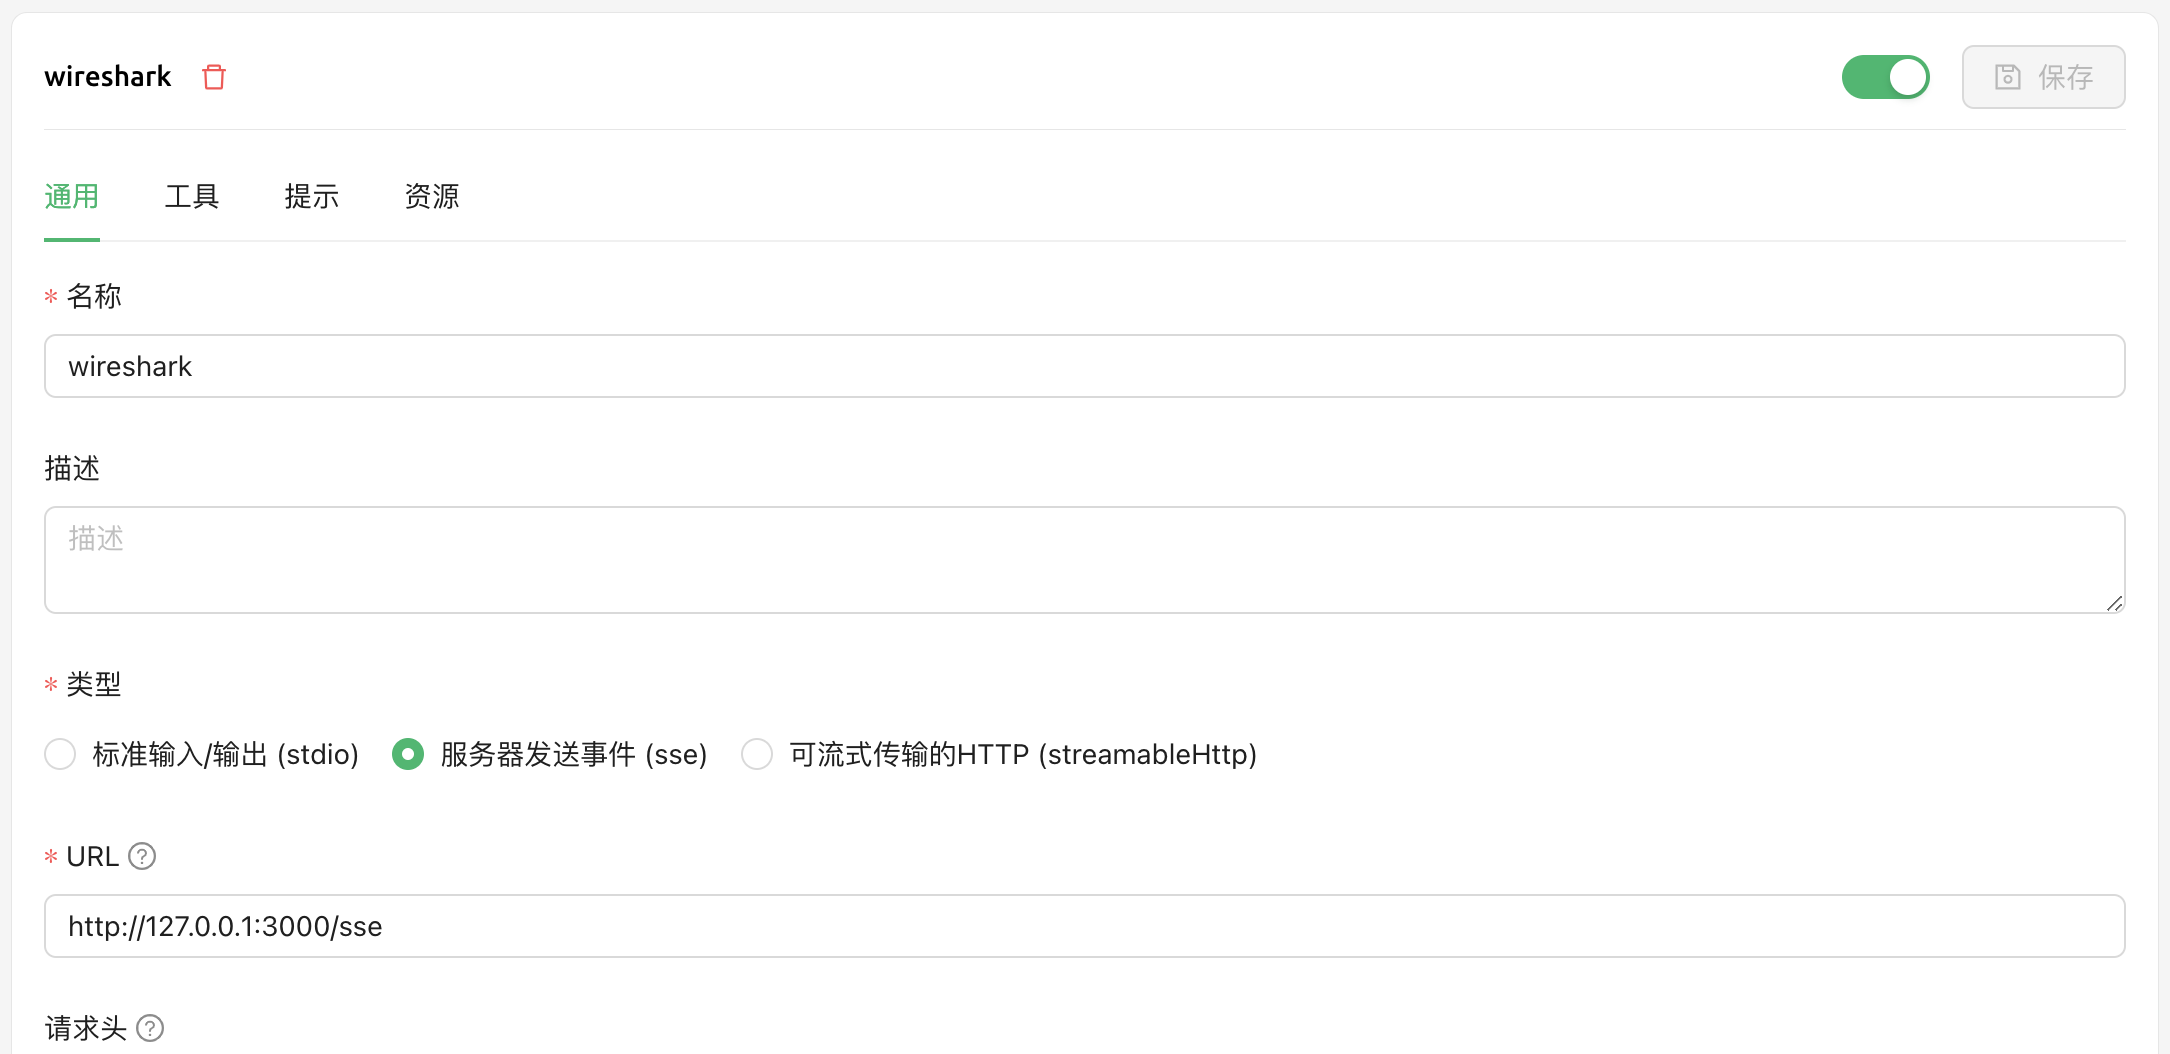 wireshark
保存
通用 工具 提示 资源
* 名称
wireshark
描述
描述
* 类型
标准输入/输出 (stdio) 服务器发送事件 (sse) 可流式传输的HTTP (streamableHttp)
* URL ?
http://127.0.0.1:3000/sse
请求头 ?